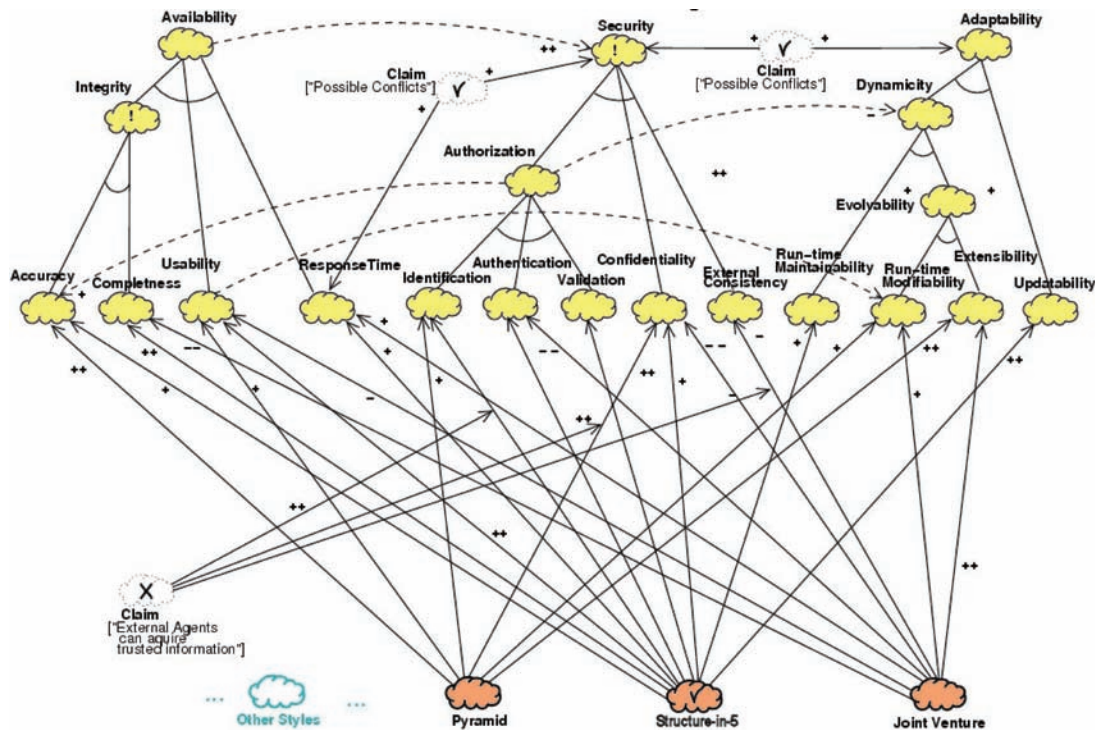 Availability
Security
Adaptability
+
+
++
!
✓
+
Claim
["Possible Conflicts"]
✓
Claim
["Possible Conflicts"]
Integrity
!
Dynamicity
-
+
Authorization
++
+
+
Evolvability
Accuracy
Completness
Usability
ResponseTime
Identification
Authentication
Validation
Confidentiality
External
Consistency
Run-time
Maintainability
Run-time
Modifiability
Extensibility
Updatability
+
+
++
++
--
+
--
++
--
-
+
+
++
++
+
+
-
+
+
-
+
++
++
++
++
X
Claim
["External Agents
can aquire
trusted information"]
...
...
Other Styles
✓
Pyramid
Structure-in-5
Joint Venture